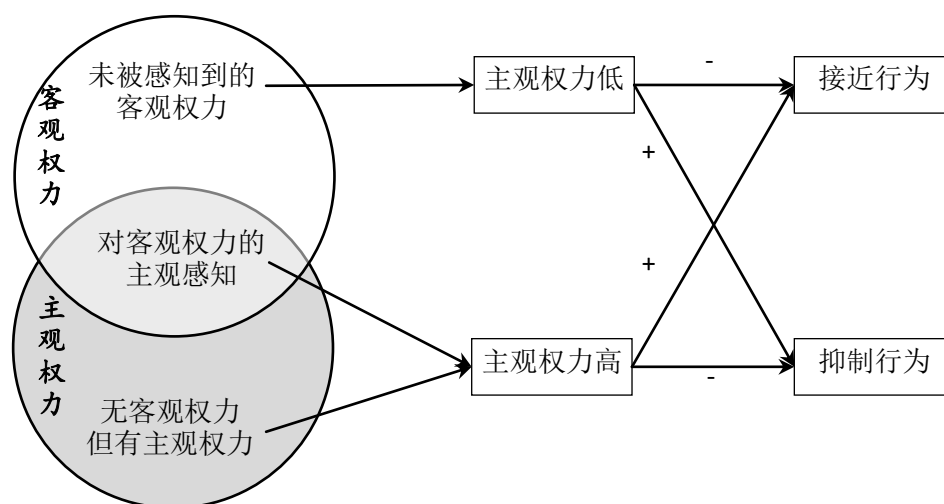 未被感知到的
客观权力
客观权力
对客观权力的
主观感知
主观权力
无客观权力
但有主观权力
主观权力低
主观权力高
-
+
+
-
接近行为
抑制行为